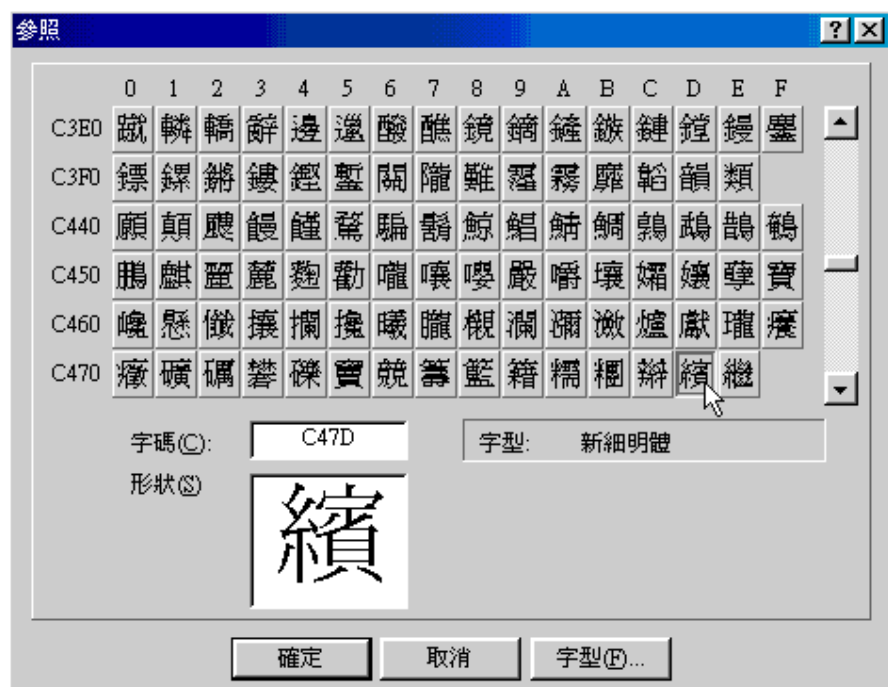 參照
0 1 2 3 4 5 6 7 8 9 A B C D E F
C3E0 蹴 轔 轎 辭 邊 邋 醱 醮 鏡 鏑 鏟 鏃 鏈 鏜 鏝 鏖
C3F0 鏢 鏍 鏘 鏤 鏗 鏨 關 隴 難 霪 霧 靡 韜 韻 類
C440 願 顛 颼 饅 饉 騖 騙 鬍 鯨 鯧 鯖 鯛 鶉 鵡 鵲 鵪
C450 鵬 麒 麗 麓 麴 勸 嚨 嚷 嚶 嚴 嚼 壤 孀 孃 孽 寶
C460 巉 懸 懺 攘 攔 攙 曦 朧 櫬 瀾 瀰 瀲 爐 獻 瓏 癢
C470 癥 礦 礪 礬 礫 竇 競 籌 籃 籍 糯 糰 辮 繽 繼
字碼(C): C47D 字型: 新細明體
形狀(S)
繽
確定 取消 字型(F)...